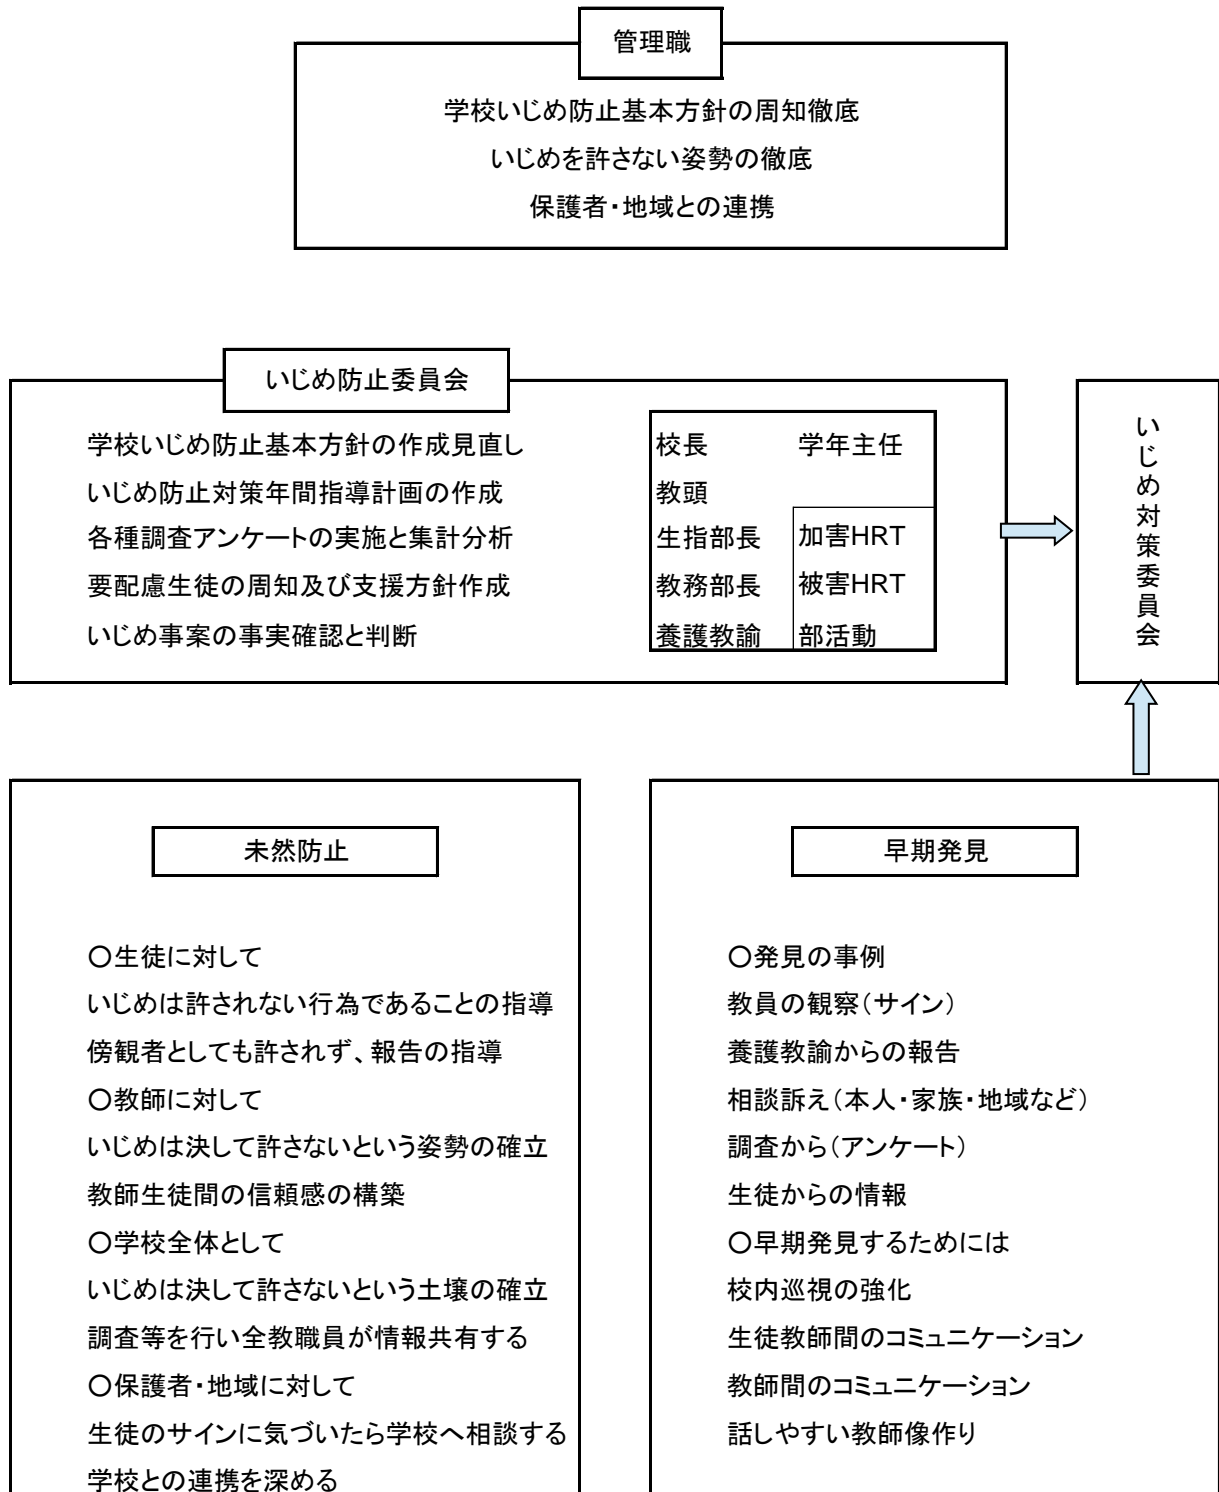 管理職
学校いじめ防止基本方針の周知徹底
いじめを許さない姿勢の徹底
保護者・地域との連携
いじめ防止委員会
学校いじめ防止基本方針の作成見直し
いじめ防止対策年間指導計画の作成
各種調査アンケートの実施と集計分析
要配慮生徒の周知及び支援方針作成
いじめ事案の事実確認と判断
校長 学年主任
教頭
生指部長 加害HRT
教務部長 被害HRT
養護教諭 部活動
いじめ対策委員会
未然防止
〇生徒に対して
いじめは許されない行為であることの指導
傍観者としても許されず、報告の指導
〇教師に対して
いじめは決して許さないという姿勢の確立
教師生徒間の信頼感の構築
〇学校全体として
いじめは決して許さないという土壌の確立
調査等を行い全教職員が情報共有する
〇保護者・地域に対して
生徒のサインに気づいたら学校へ相談する
学校との連携を深める
早期発見
〇発見の事例
教員の観察(サイン)
養護教諭からの報告
相談訴え(本人・家族・地域など)
調査から(アンケート)
生徒からの情報
〇早期発見するためには
校内巡視の強化
生徒教師間のコミュニケーション
教師間のコミュニケーション
話しやすい教師像作り